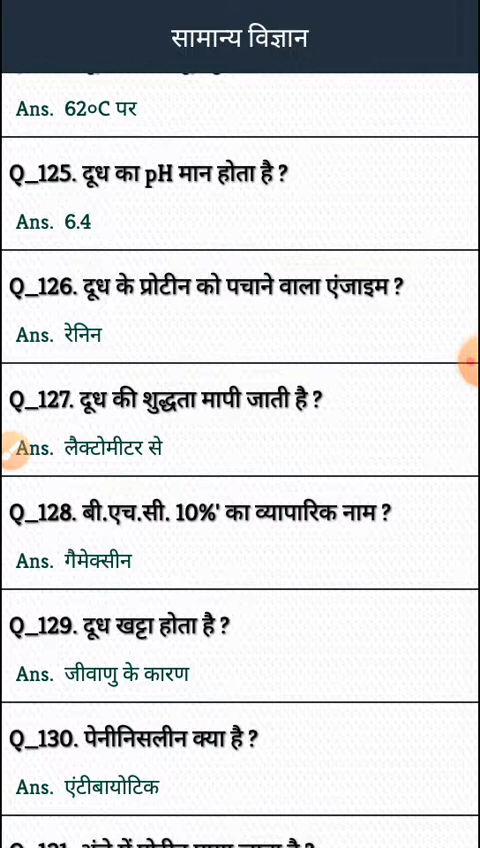 सामान्य विज्ञान
Ans. 62०C पर
Q_125. दूध का pH मान होता है ?
Ans. 6.4
Q_126. दूध के प्रोटीन को पचाने वाला एंजाइम ?
Ans. रेनिन
Q_127. दूध की शुद्धता मापी जाती है ?
Ans. लैक्टोमीटर से
Q_128. बी.एच.सी. 10%' का व्यापारिक नाम ?
Ans. गैमेक्सीन
Q_129. दूध खट्टा होता है ?
Ans. जीवाणु के कारण
Q_130. पेनीनिसलीन क्या है ?
Ans. एंटीबायोटिक